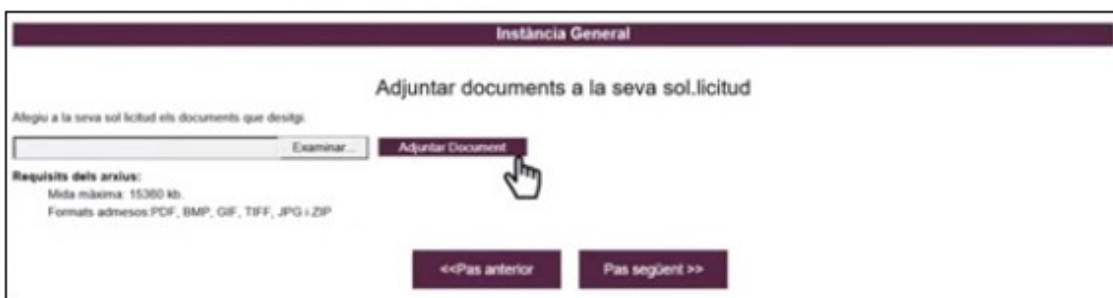 Instància General
Adjuntar documents a la seva sol.licitud
Afegiu a la seva sol licitud els documents que desitgi.
Examinar... Adjuntar Document
Requisits dels arxius:
Mida màxima: 15360 kb.
Formats admesos:PDF, BMP, GIF, TIFF, JPG i ZIP
<<Pas anterior Pas següent >>